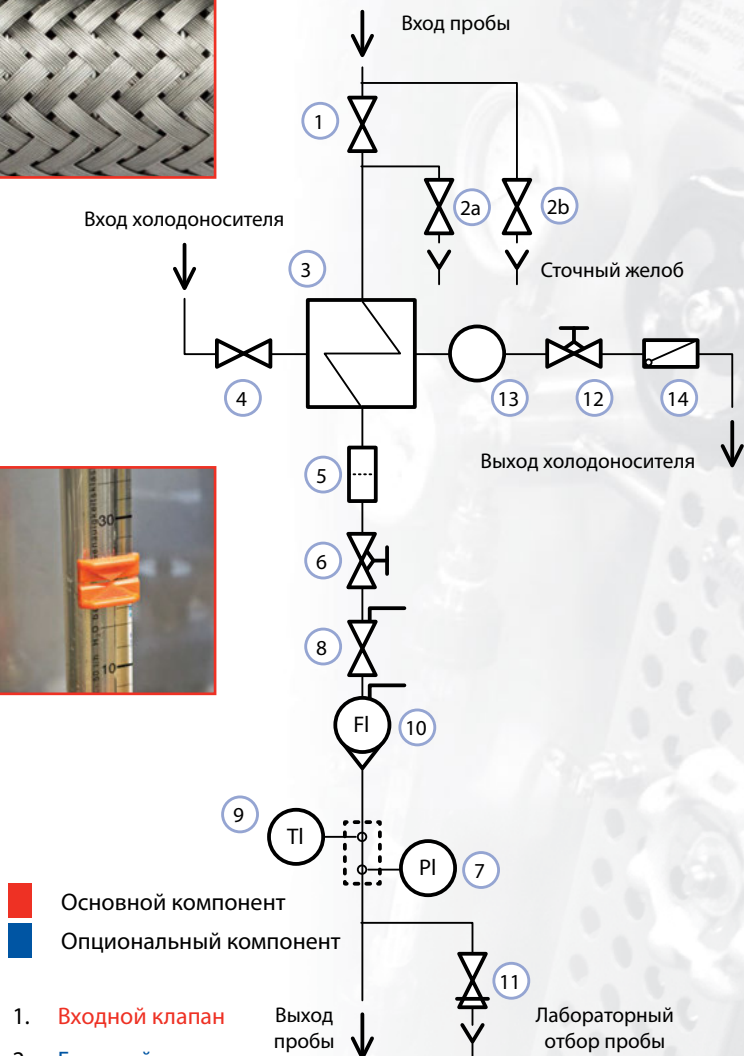 Вход пробы
1
2a
2b
Вход холодоносителя
3
Сточный желоб
4
13
12
14
Выход холодоносителя
5
30
6
8
10
FI
10
9
TI
PI
7
Основной компонент
Опциональный компонент
11
1. Входной клапан
Выход
пробы
Лабораторный
отбор пробы